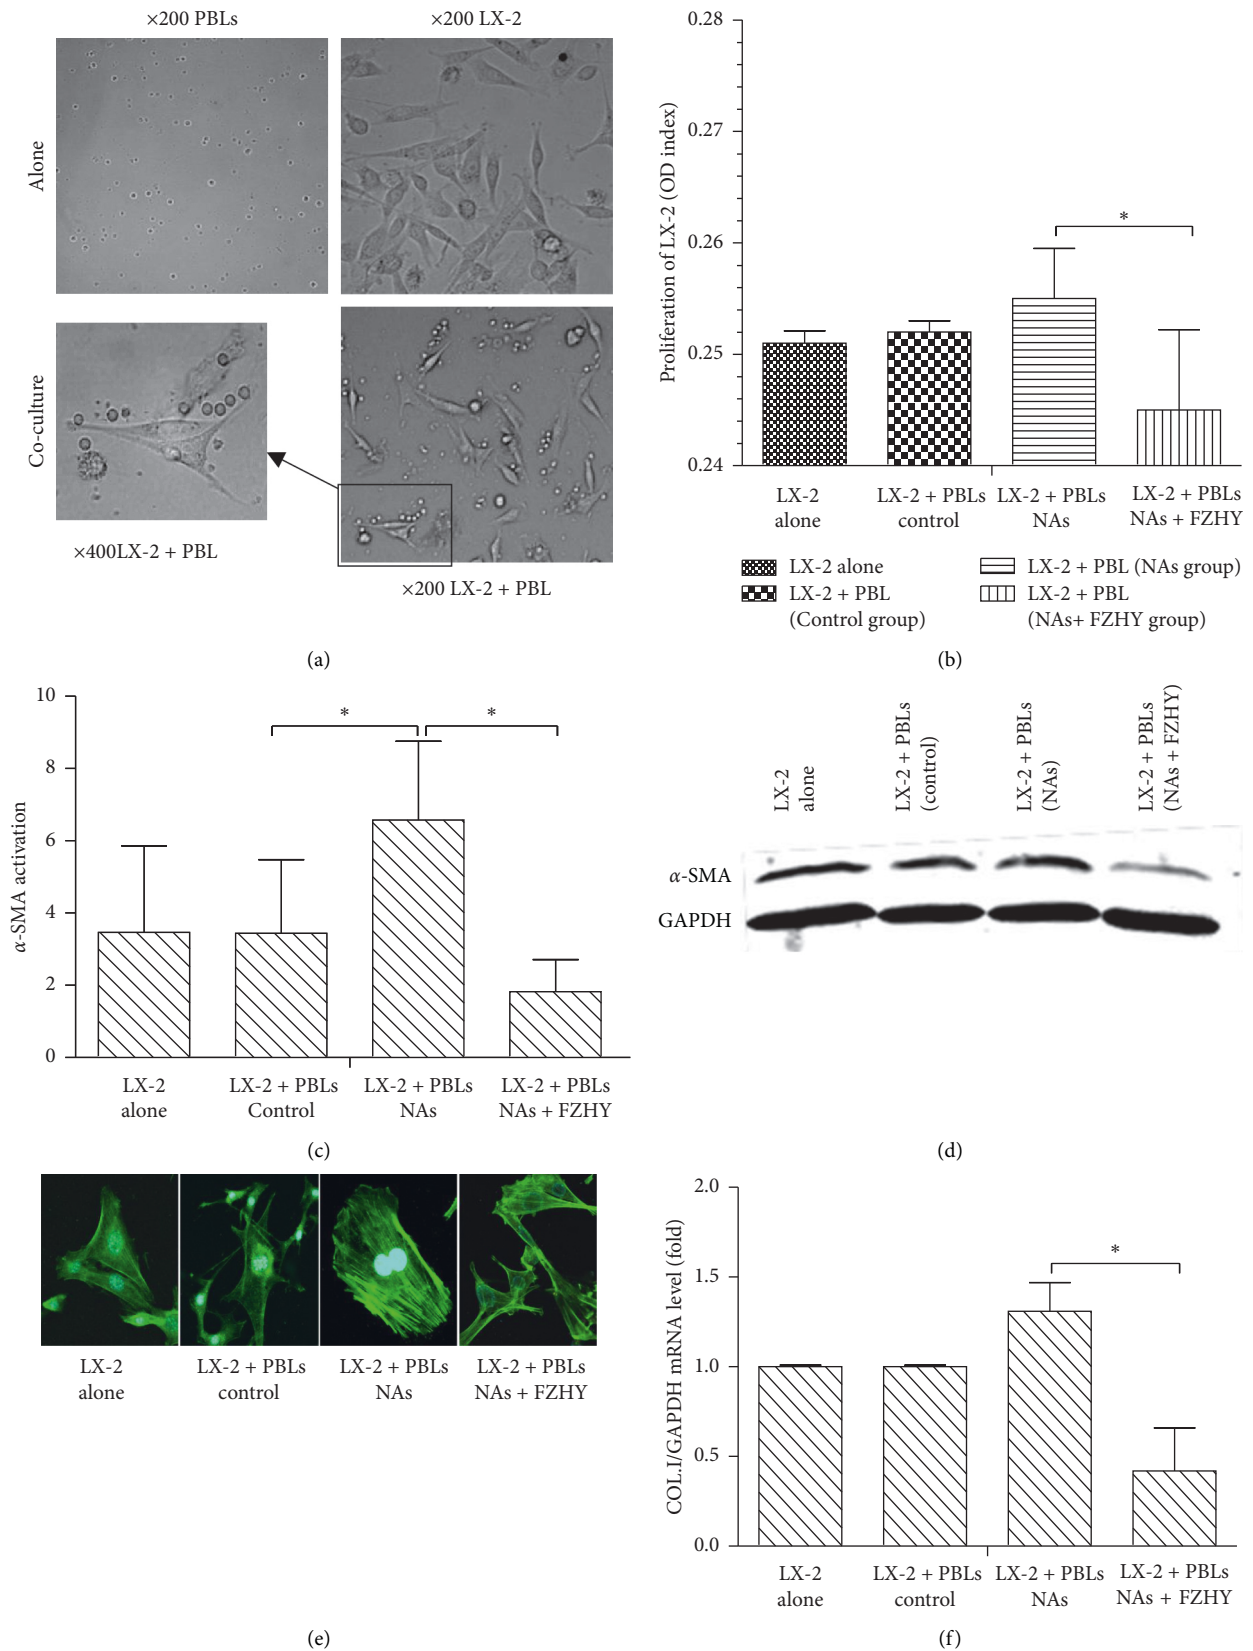 ×200 PBLs
×200 LX-2
Alone
Co-culture
×400LX-2 + PBL
×200 LX-2 + PBL
(a)
Proliferation of LX-2 (OD index)
0.28
0.27
0.26
0.25
0.24
*
LX-2
alone
LX-2 + PBLs
control
LX-2 + PBLs
NAs
LX-2 + PBLs
NAs + FZHY
LX-2 alone
LX-2 + PBL
(Control group)
LX-2 + PBL (NAs group)
LX-2 + PBL
(NAs+ FZHY group)
(b)
α-SMA activation
10
8
6
4
2
0
*
*
LX-2
alone
LX-2 + PBLs
Control
LX-2 + PBLs
NAs
LX-2 + PBLs
NAs + FZHY
(c)
LX-2
alone
LX-2 + PBLs
(control)
LX-2 + PBLs
(NAs)
LX-2 + PBLs
(NAs + FZHY)
α-SMA
GAPDH
(d)
LX-2
alone
LX-2 + PBLs
control
LX-2 + PBLs
NAs
LX-2 + PBLs
NAs + FZHY
(e)
COL.I/GAPDH mRNA level (fold)
2.0
1.5
1.0
0.5
0.0
*
LX-2
alone
LX-2 + PBLs
control
LX-2 + PBLs
NAs
LX-2 + PBLs
NAs + FZHY
(f)